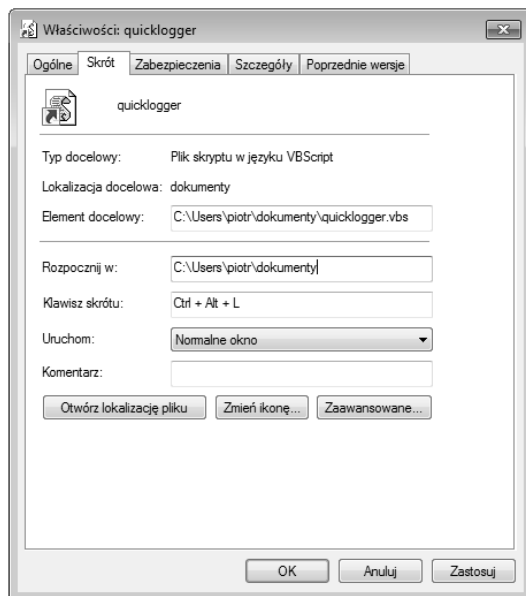 Właściwości: quicklogger
Ogólne Skrót Zabezpieczenia Szczegóły Poprzednie wersje
quicklogger
Typ docelowy: Plik skryptu w języku VBScript
Lokalizacja docelowa: dokumenty
Element docelowy: C:\Users\piotr\dokumenty\quicklogger.vbs
Rozpocznij w: C:\Users\piotr\dokumenty
Klawisz skrótu: Ctrl + Alt + L
Uruchom: Normalne okno
Komentarz:
Otwórz lokalizację pliku Zmień ikonę... Zaawansowane...
OK Anuluj Zastosuj